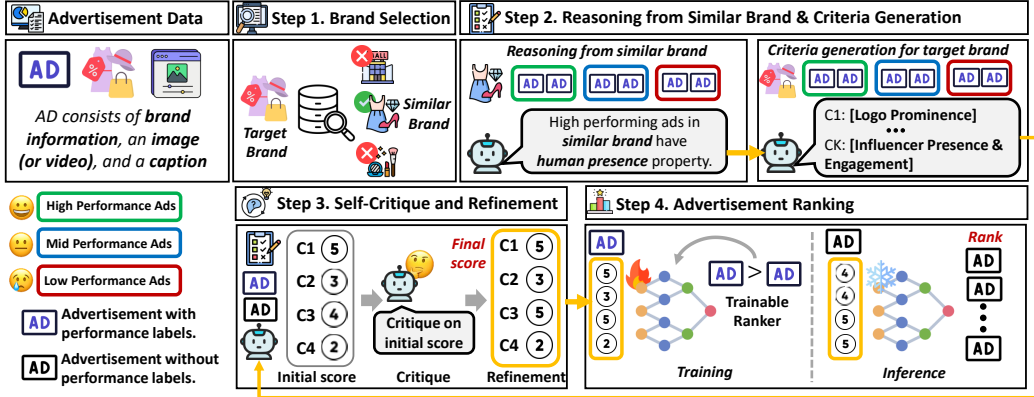 Advertisement Data
AD
AD consists of brand
information, an image
(or video), and a caption
Step 1. Brand Selection
MALL
Target
Brand
Similar
Brand
Step 2. Reasoning from Similar Brand & Criteria Generation
Reasoning from similar brand
AD AD AD AD AD AD
High performing ads in
similar brand have
human presence property.
Criteria generation for target brand
AD AD AD AD AD AD
C1: [Logo Prominence]
•••
CK: [Influencer Presence &
Engagement]
High Performance Ads
Mid Performance Ads
Low Performance Ads
AD Advertisement with
performance labels.
AD Advertisement without
performance labels.
Step 3. Self-Critique and Refinement
AD
AD
C1 5
C2 3
C3 4
C4 2
Initial score
Critique on
initial score
Critique
Final
score
C1 5
C2 3
C3 5
C4 2
Refinement
Step 4. Advertisement Ranking
AD
5
3
5
2
AD > AD
Trainable
Ranker
Training
AD
4
4
5
5
Rank
AD
AD
AD
Inference